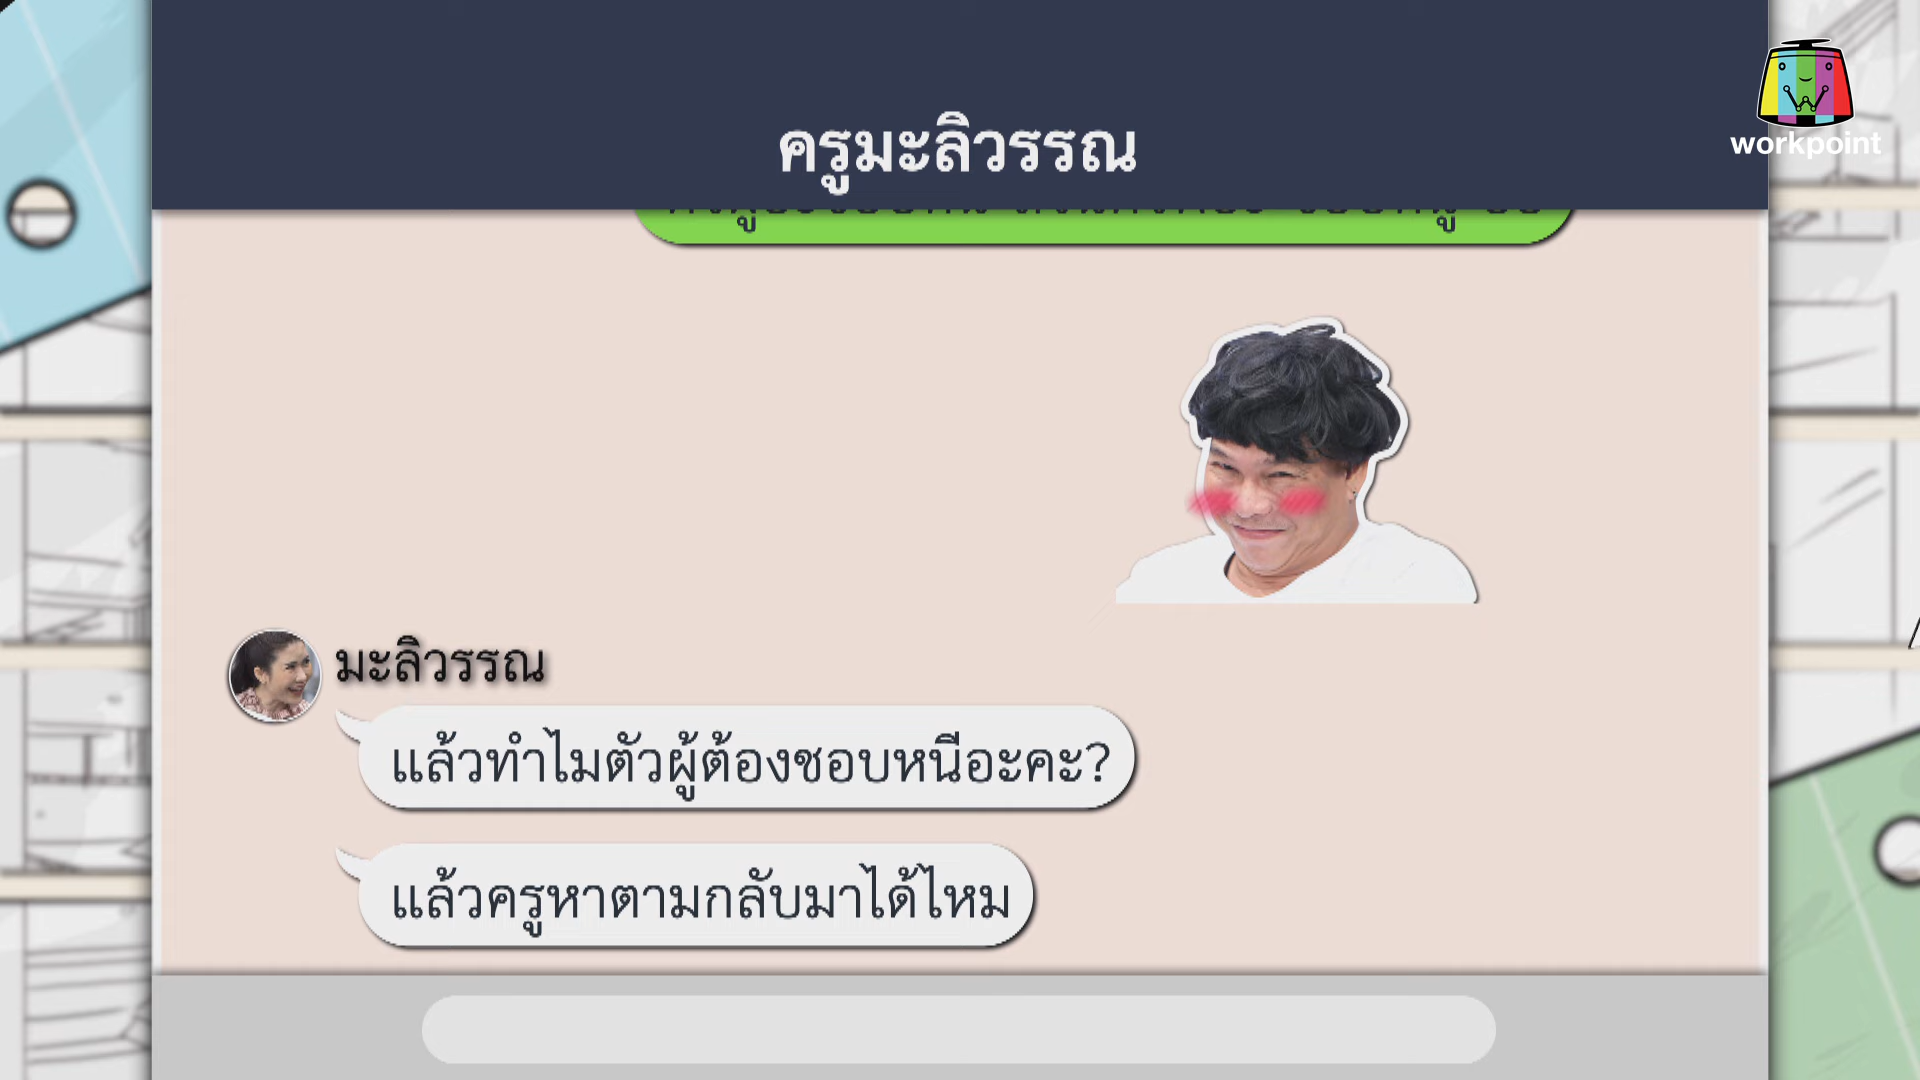 workpoint
ครูมะลิวรรณ
มะลิวรรณ
แล้วทำไมตัวผู้ต้องชอบหนีอะคะ?
แล้วครูหาตามกลับมาได้ไหม